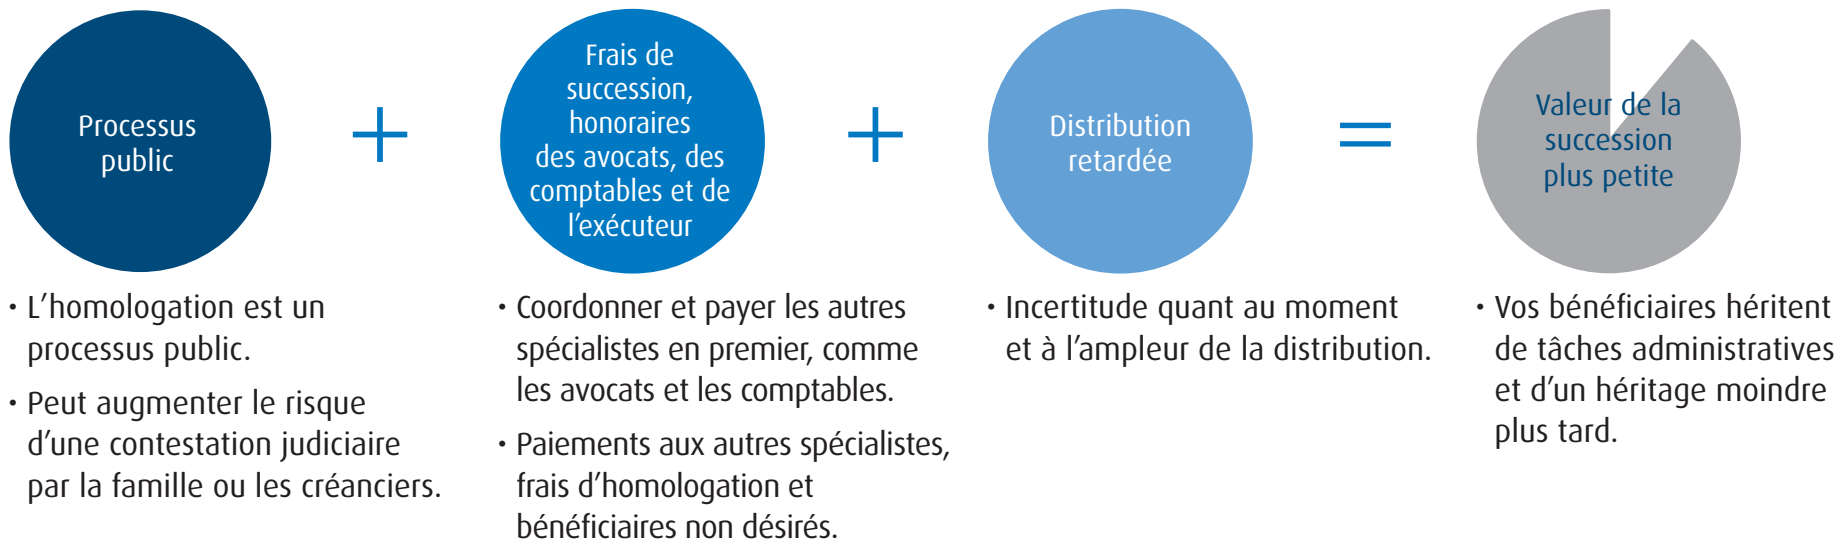 Processus
public
+
Frais de
succession,
honoraires
des avocats, des
comptables et de
l’exécuteur
+
Distribution
retardée
=
Valeur de la
succession
plus petite
· L’homologation est un
processus public.
· Peut augmenter le risque
d’une contestation judiciaire
par la famille ou les créanciers.
· Coordonner et payer les autres
spécialistes en premier, comme
les avocats et les comptables.
· Paiements aux autres spécialistes,
frais d’homologation et
bénéficiaires non désirés.
· Incertitude quant au moment
et à l’ampleur de la distribution.
· Vos bénéficiaires héritent
de tâches administratives
et d’un héritage moindre
plus tard.